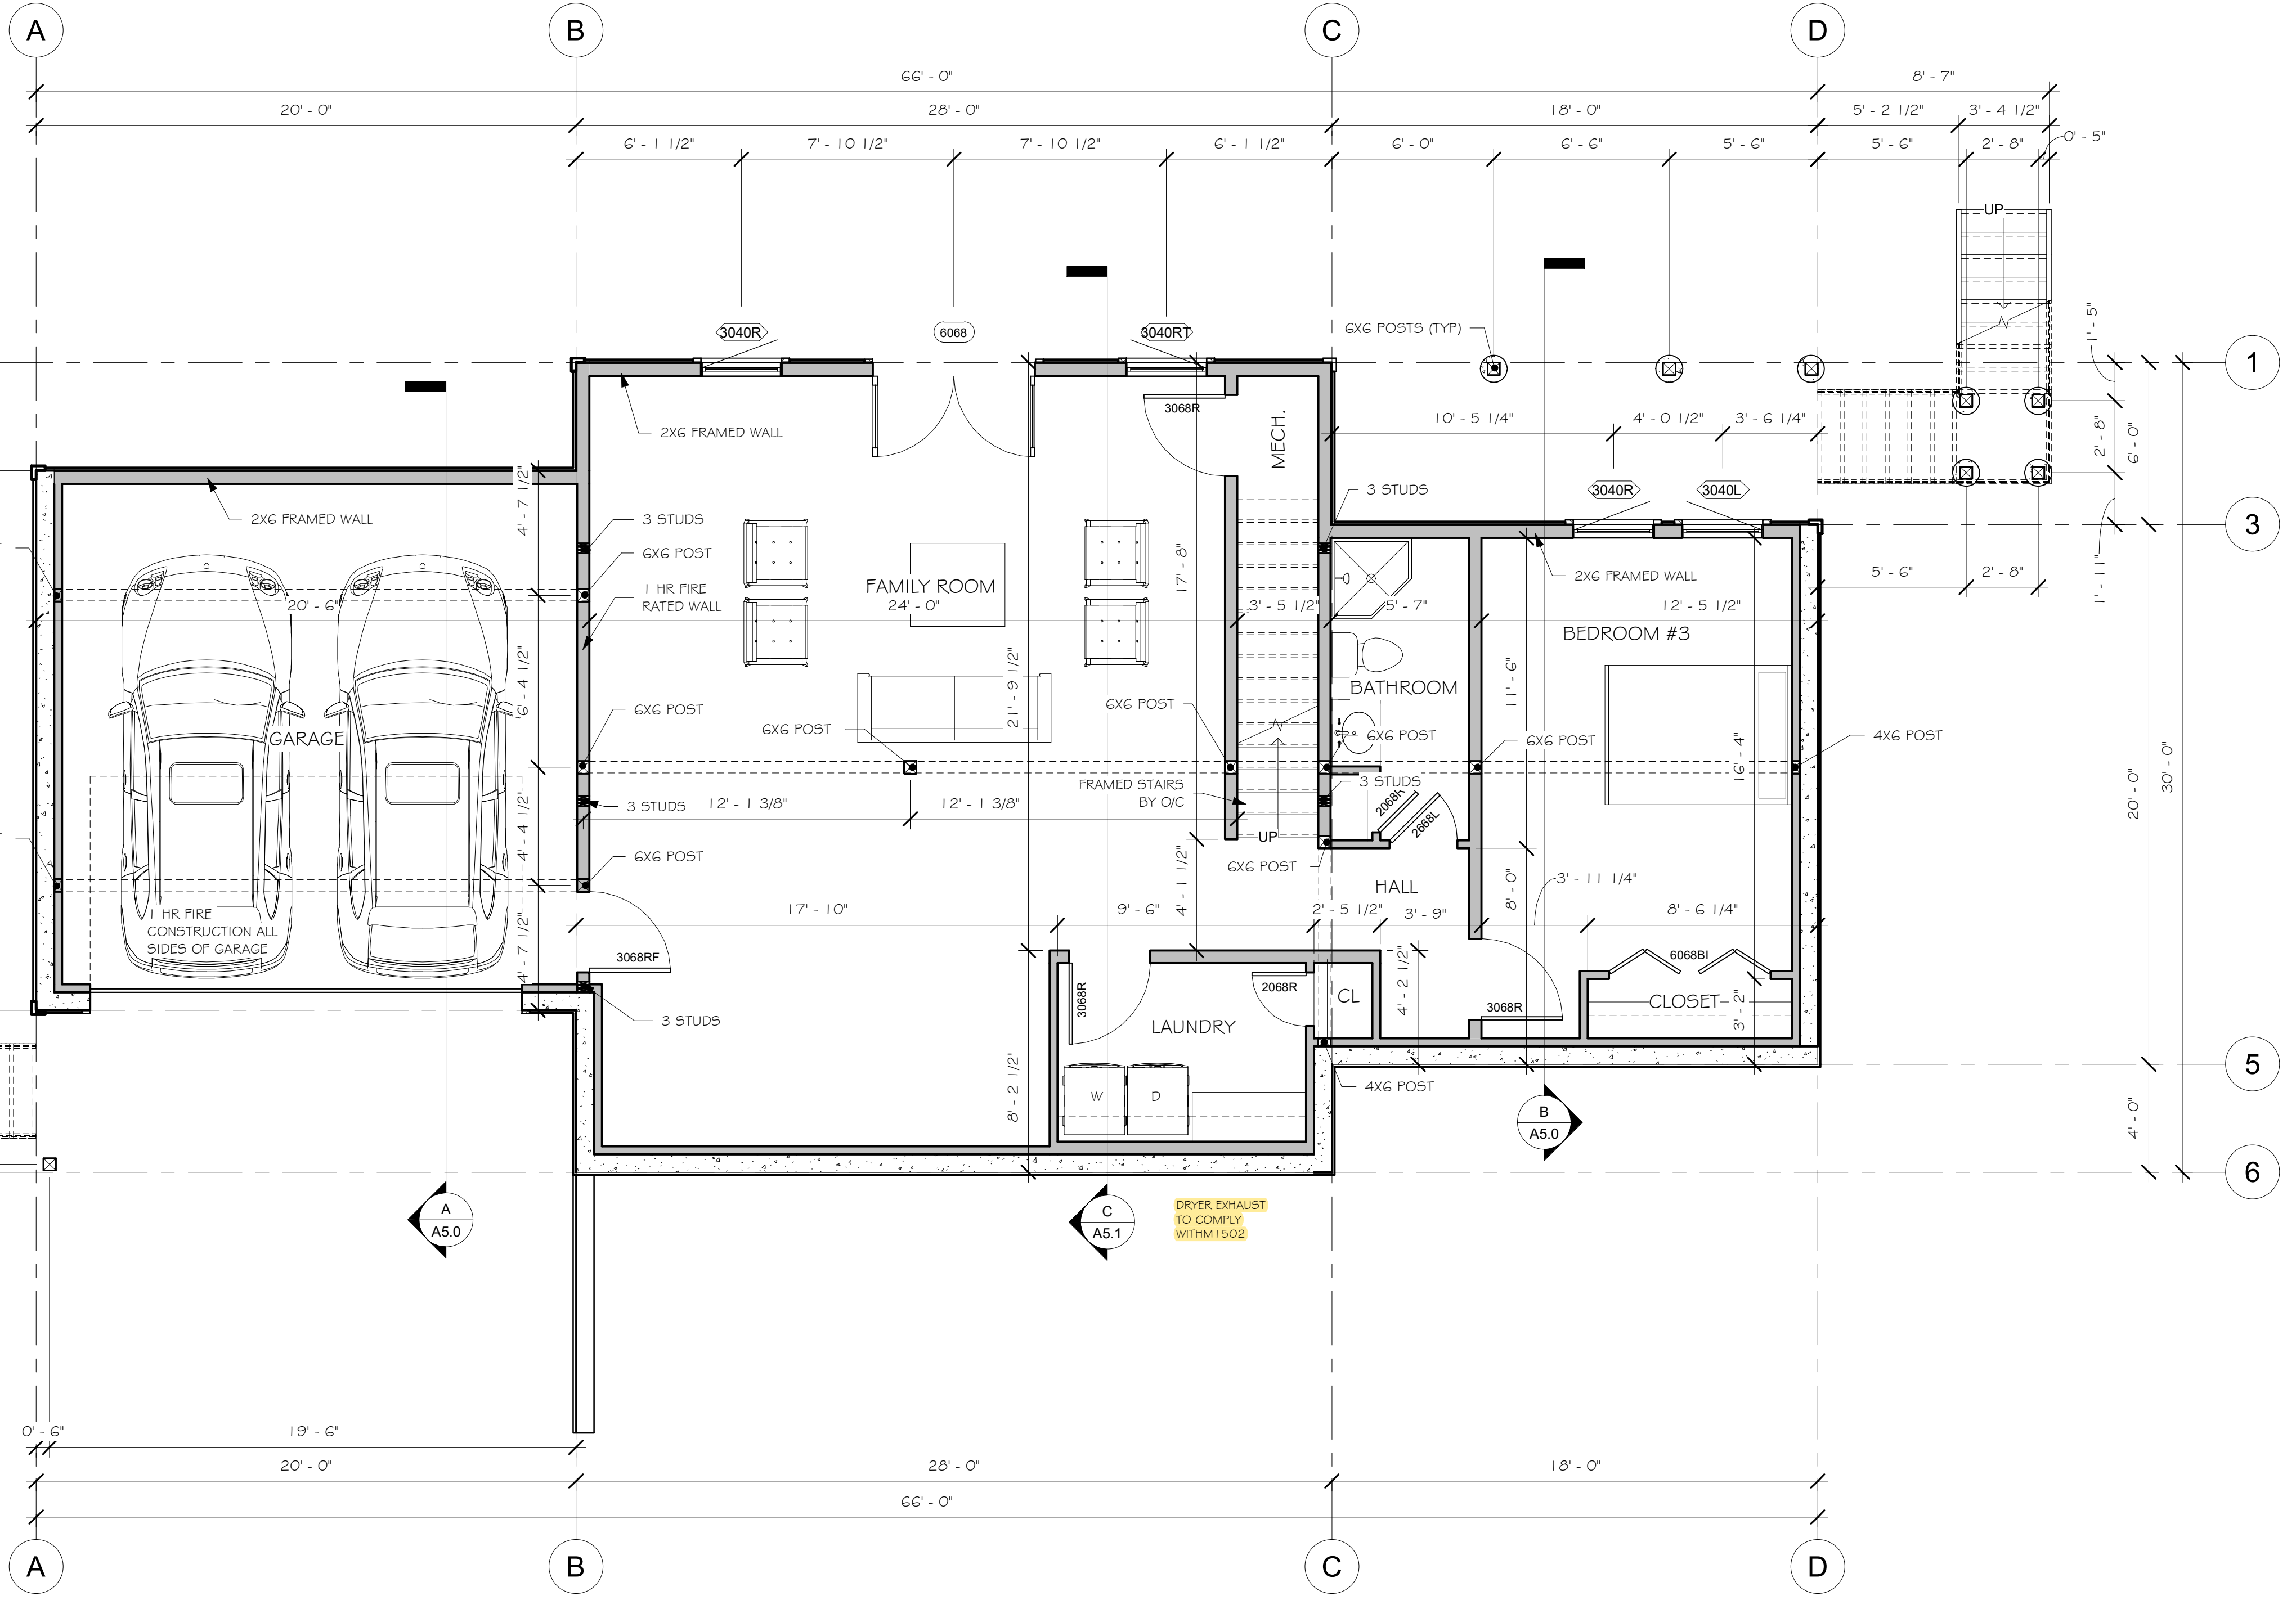 A
B
C
D
66' - 0"
8' - 7"
20' - 0"
28' - 0"
18' - 0"
5' - 2 1/2"
3' - 4 1/2"
6' - 1 1/2"
7' - 10 1/2"
7' - 10 1/2"
6' - 1 1/2"
6' - 0"
6' - 6"
5' - 6"
5' - 6"
2' - 8"
0' - 5"
UP
3040R
6068
3040RT
6X6 POSTS (TYP)
1' - 5"
1
3068R
MECH.
2X6 FRAMED WALL
10' - 5 1/4"
4' - 0 1/2"
3' - 6 1/4"
2' - 8"
6' - 0"
4' - 7 1/2"
3 STUDS
3040R
3040L
2X6 FRAMED WALL
3 STUDS
3
6X6 POST
17' - 8"
FAMILY ROOM
24' - 0"
1 HR FIRE
RATED WALL
20' - 6"
3' - 5 1/2"
5' - 7"
2X6 FRAMED WALL
12' - 5 1/2"
BEDROOM #3
5' - 6"
2' - 8"
1' - 11"
6' - 4 1/2"
21' - 9 1/2"
11' - 6"
BATHROOM
6X6 POST
6X6 POST
6X6 POST
GARAGE
6X6 POST
6X6 POST
16' - 4"
4X6 POST
FRAMED STAIRS
BY O/C
3 STUDS
3 STUDS
12' - 1 3/8"
12' - 1 3/8"
2068R
2668L
20' - 0"
30' - 0"
4' - 4 1/2"
UP
6X6 POST
6X6 POST
4' - 1 1/2"
HALL
8' - 0"
3' - 11 1/4"
1 HR FIRE
CONSTRUCTION ALL
SIDES OF GARAGE
17' - 10"
9' - 6"
2' - 5 1/2"
3' - 9"
8' - 6 1/4"
4' - 7 1/2"
3068RF
3068R
2068R
CL
4' - 2 1/2"
3068R
6068BI
CLOSET
3' - 2"
3 STUDS
LAUNDRY
8' - 2 1/2"
W
D
4X6 POST
5
4' - 0"
B
A5.0
6
A
A5.0
C
A5.1
DRYER EXHAUST
TO COMPLY
WITHM1502
0' - 6"
19' - 6"
20' - 0"
28' - 0"
18' - 0"
66' - 0"
A
B
C
D